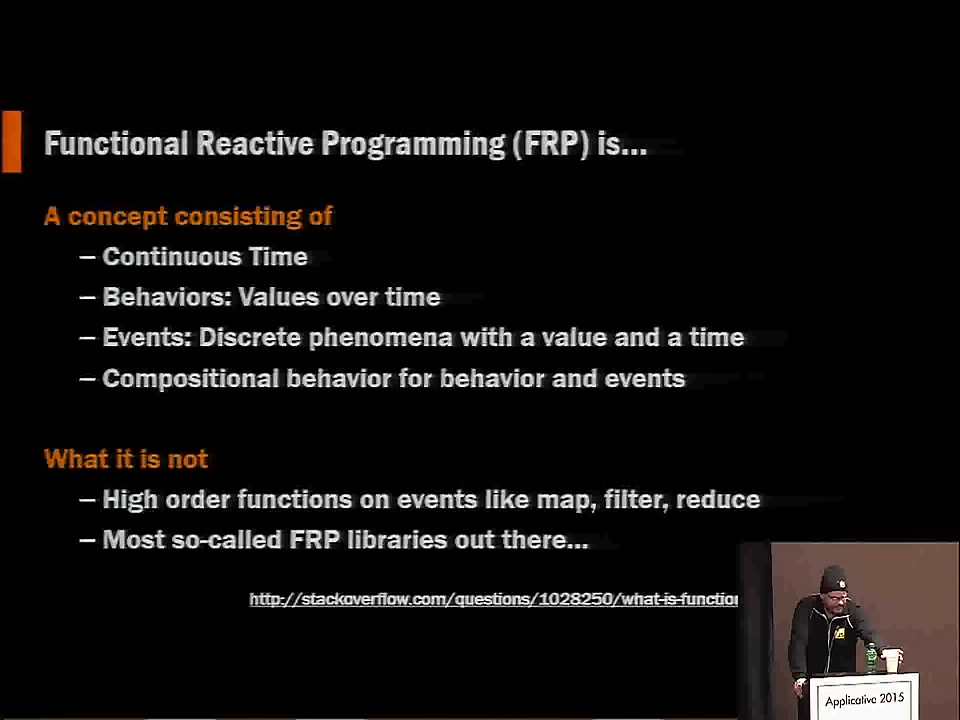 Functional Reactive Programming (FRP) is...
A concept consisting of
– Continuous Time
– Behaviors: Values over time
– Events: Discrete phenomena with a value and a time
– Compositional behavior for behavior and events
What it is not
– High order functions on events like map, filter, reduce
– Most so-called FRP libraries out there...
http://stackoverflow.com/questions/1028250/what-is-function
Applicative 2015